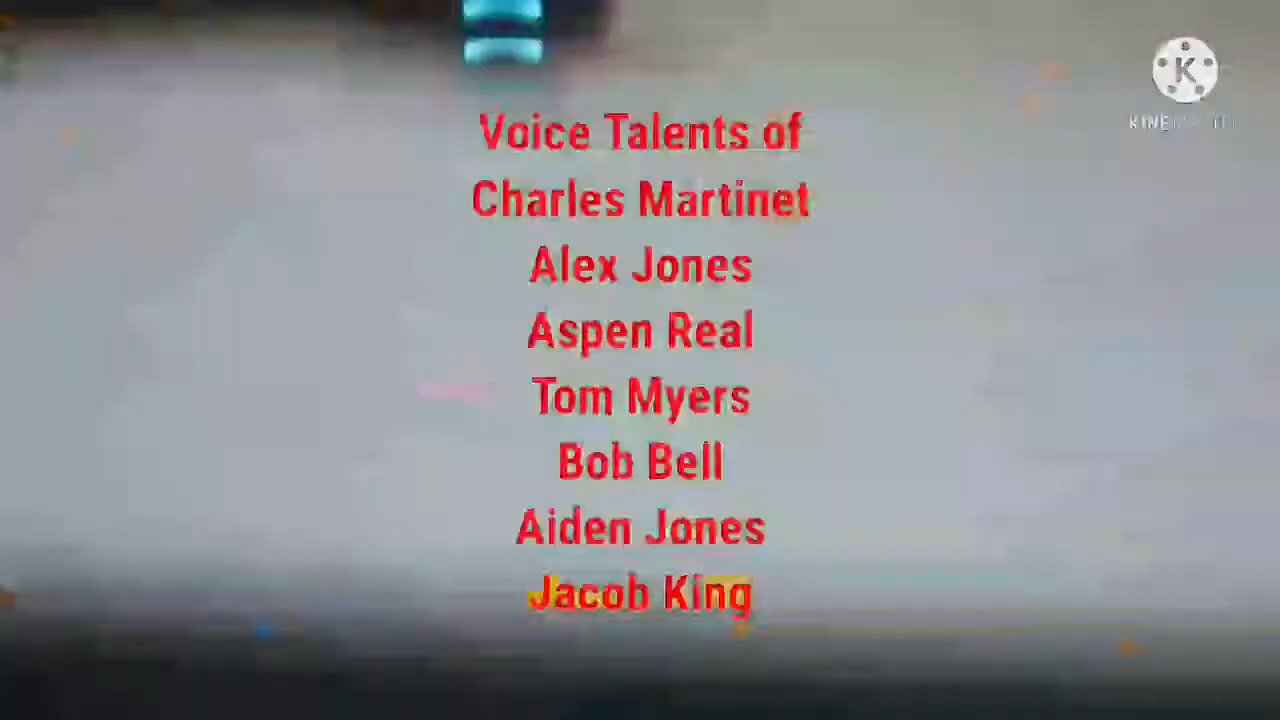 Voice Talents of
Charles Martinet
Alex Jones
Aspen Real
Tom Myers
Bob Bell
Aiden Jones
Jacob King
K